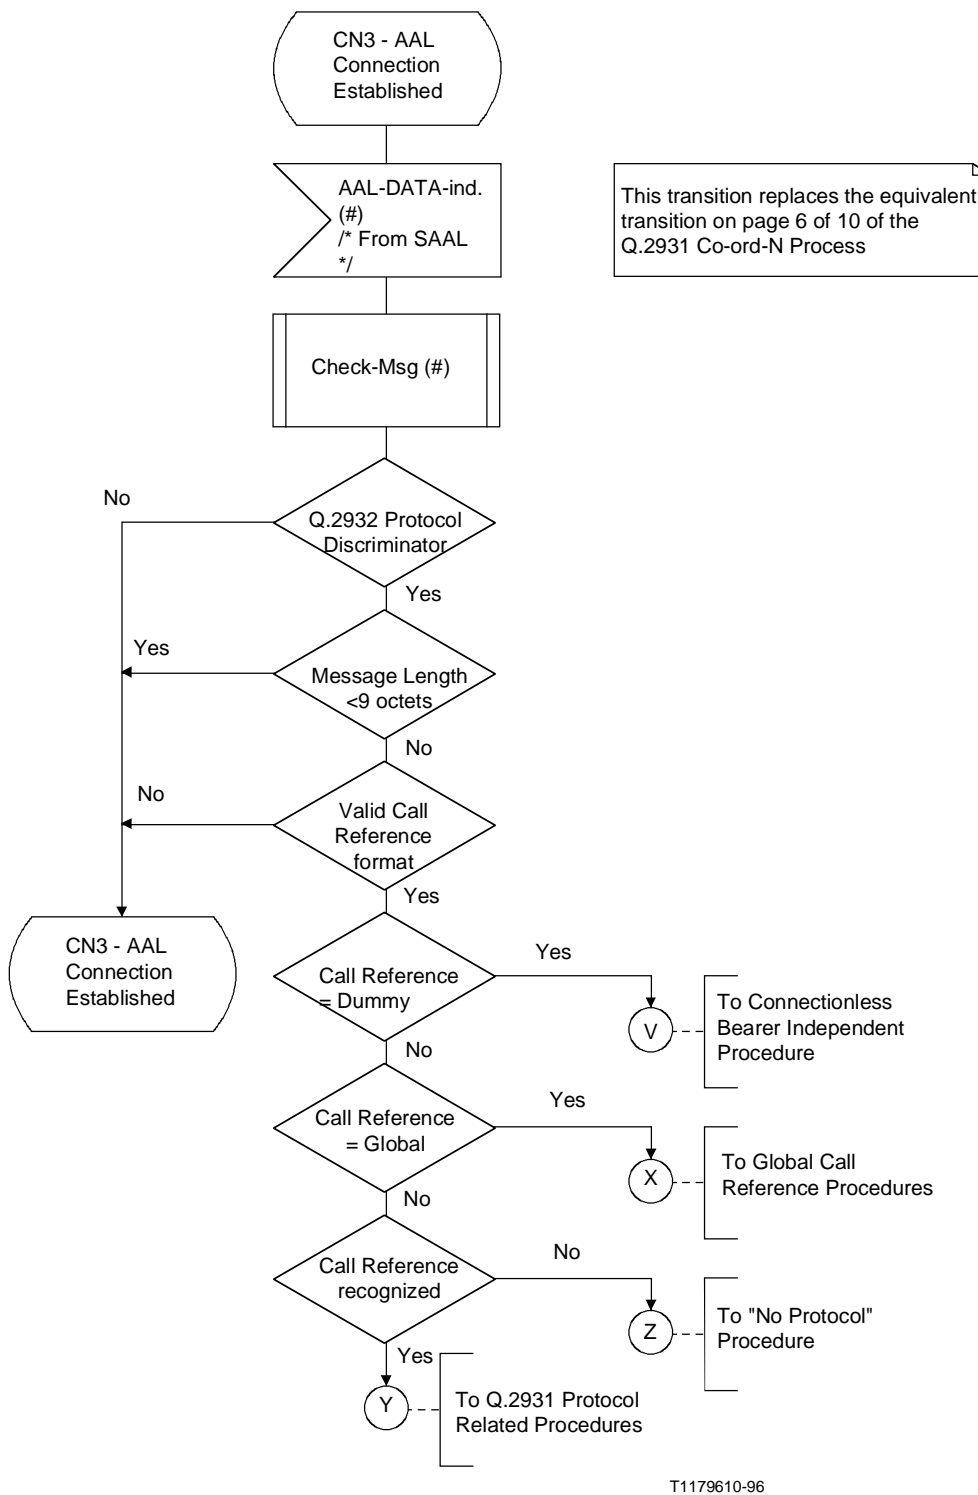 CN3 - AAL
Connection
Established
AAL-DATA-ind.
(#)
/* From SAAL
*/
This transition replaces the equivalent
transition on page 6 of 10 of the
Q.2931 Co-ord-N Process
Check-Msg (#)
No
Q.2932 Protocol
Discriminator
Yes
Yes
Message Length
<9 octets
No
No
Valid Call
Reference
format
Yes
CN3 - AAL
Connection
Established
Call Reference
= Dummy
Yes
V
To Connectionless
Bearer Independent
Procedure
No
Call Reference
= Global
Yes
X
To Global Call
Reference Procedures
No
Call Reference
recognized
No
Z
To "No Protocol"
Procedure
Yes
Y
To Q.2931 Protocol
Related Procedures
T1179610-96